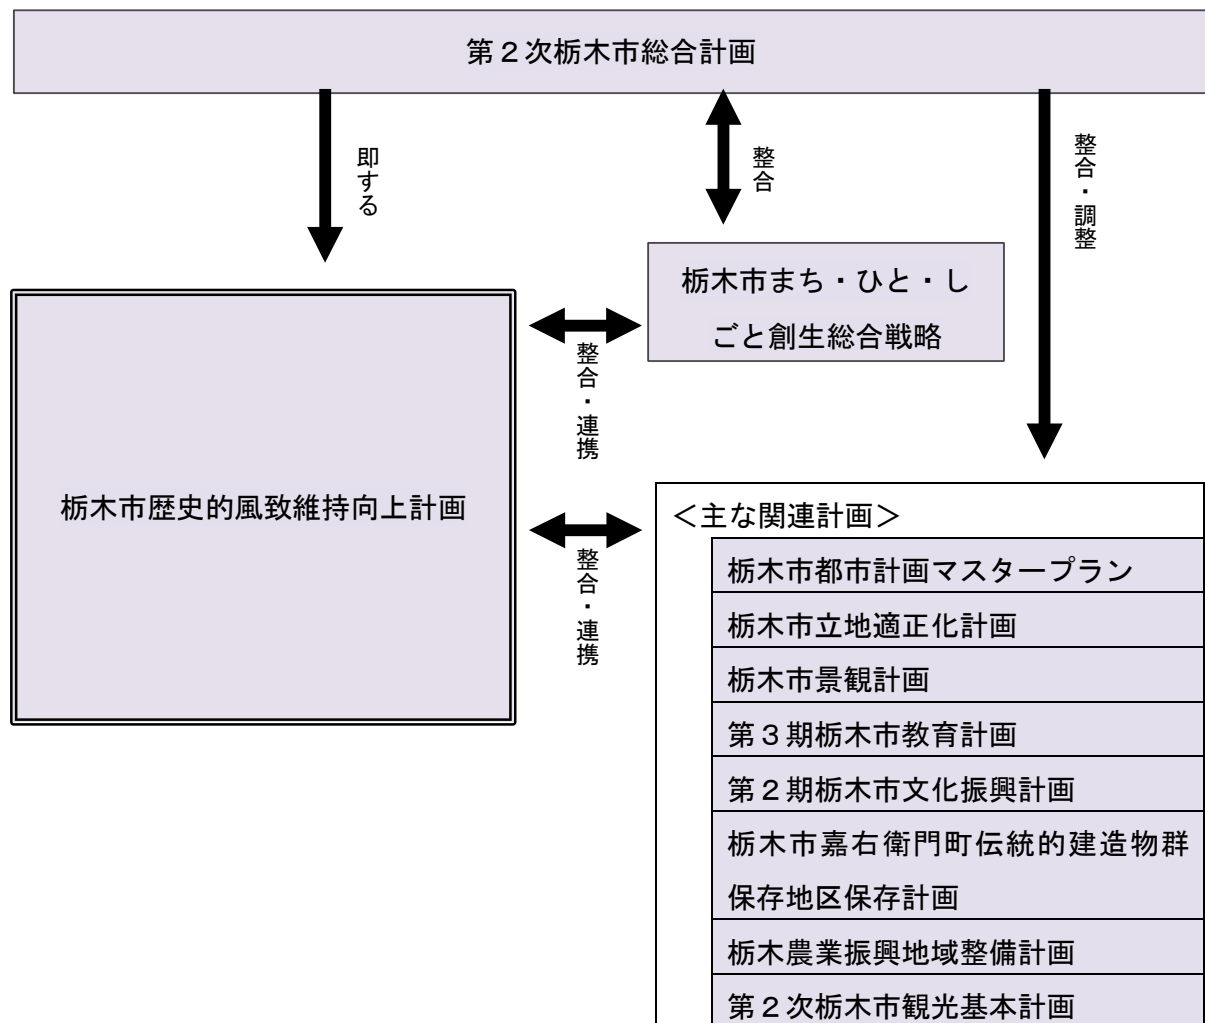 第２次栃木市総合計画
即する
整合
整合・調整
栃木市まち・ひと・し
ごと創生総合戦略
整合・連携
栃木市歴史的風致維持向上計画
整合・連携
＜主な関連計画＞
栃木市都市計画マスタープラン
栃木市立地適正化計画
栃木市景観計画
第３期栃木市教育計画
第２期栃木市文化振興計画
栃木市嘉右衛門町伝統的建造物群
保存地区保存計画
栃木農業振興地域整備計画
第２次栃木市観光基本計画